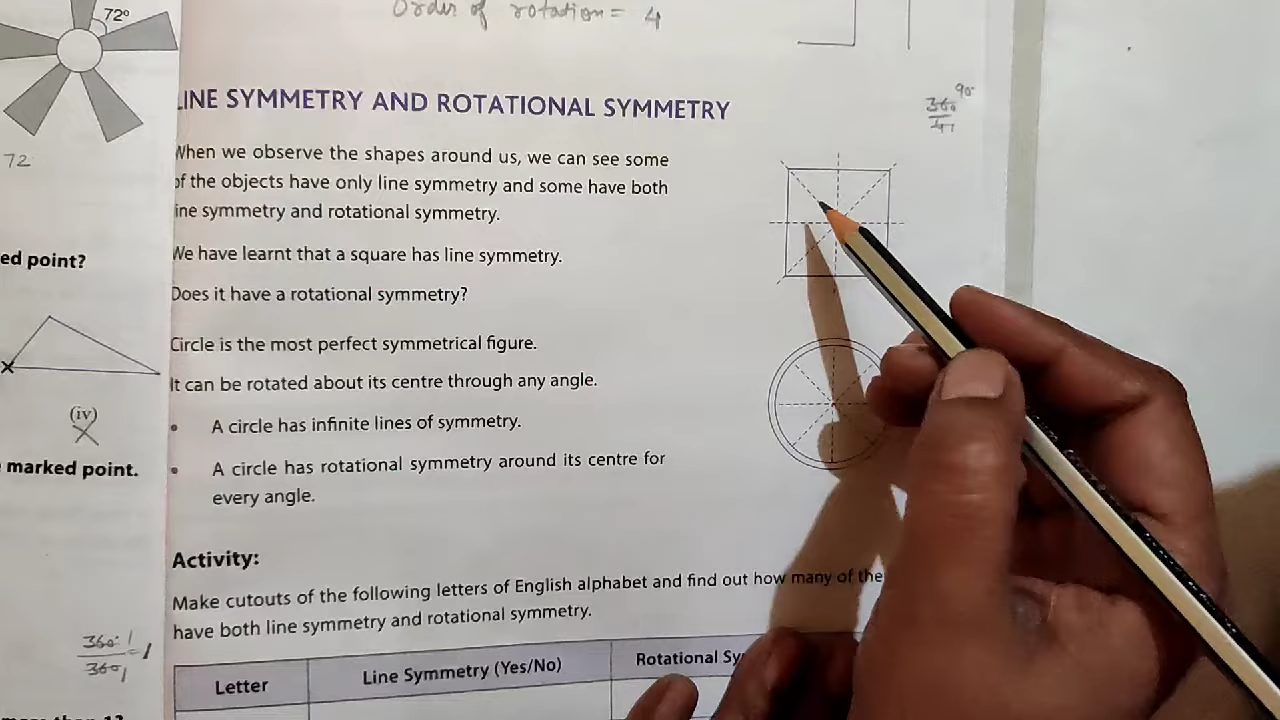 72°
Order of rotation = 4
LINE SYMMETRY AND ROTATIONAL SYMMETRY
360 90
4 1
When we observe the shapes around us, we can see some
of the objects have only line symmetry and some have both
line symmetry and rotational symmetry.
72
We have learnt that a square has line symmetry.
ed point?
Does it have a rotational symmetry?
Circle is the most perfect symmetrical figure.
It can be rotated about its centre through any angle.
• A circle has infinite lines of symmetry.
(iv)
marked point.
• A circle has rotational symmetry around its centre for
every angle.
Activity:
Make cutouts of the following letters of English alphabet and find out how many of the
have both line symmetry and rotational symmetry.
360° 1
360 1 = 1
Letter Line Symmetry (Yes/No) Rotational Sy